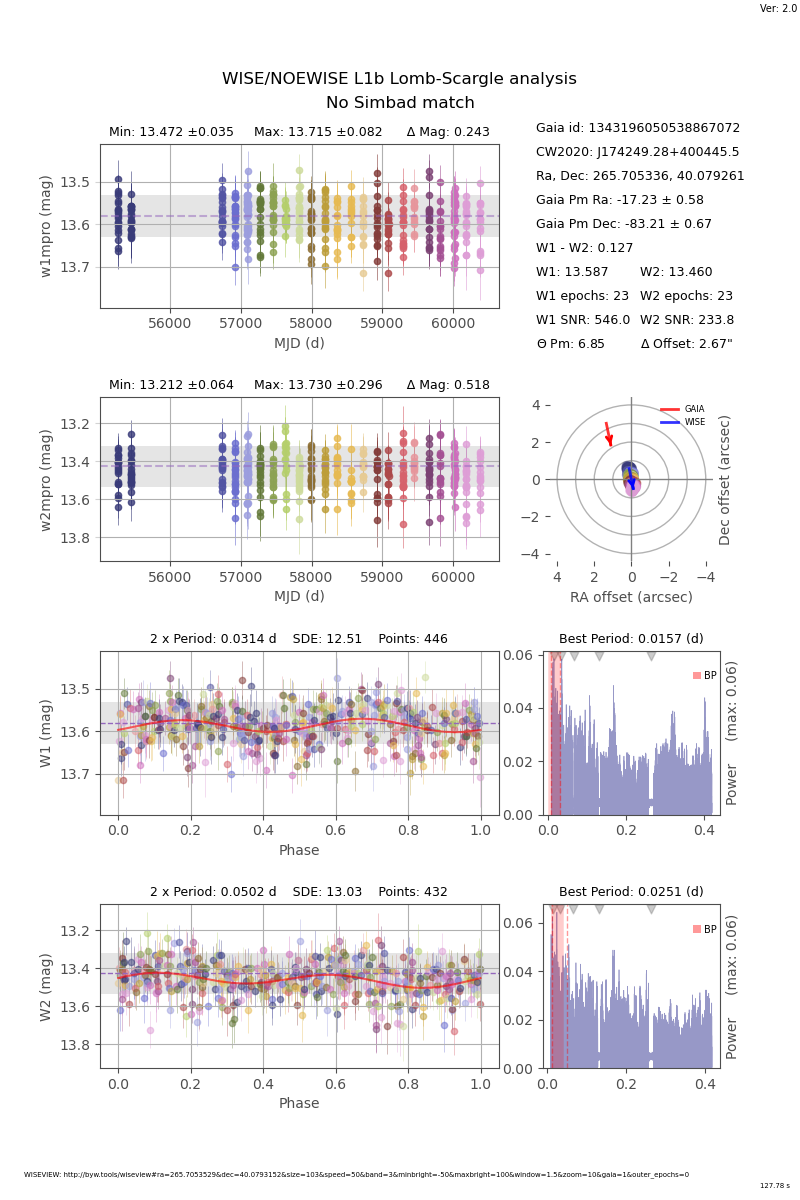 Ver: 2.0
WISE/NOEWISE L1b Lomb-Scargle analysis
No Simbad match
Min: 13.472 ±0.035 Max: 13.715 ±0.082 Δ Mag: 0.243
13.5
13.6
13.7
w1mpro (mag)
56000 57000 58000 59000 60000
MJD (d)
Gaia id: 1343196050538867072
CW2020: J174249.28+400445.5
Ra, Dec: 265.705336, 40.079261
Gaia Pm Ra: -17.23 ± 0.58
Gaia Pm Dec: -83.21 ± 0.67
W1 - W2: 0.127
W1: 13.587 W2: 13.460
W1 epochs: 23 W2 epochs: 23
W1 SNR: 546.0 W2 SNR: 233.8
Θ Pm: 6.85 Δ Offset: 2.67"
Min: 13.212 ±0.064 Max: 13.730 ±0.296 Δ Mag: 0.518
13.2
13.4
13.6
13.8
w2mpro (mag)
56000 57000 58000 59000 60000
MJD (d)
GAIA
WISE
4
2
0
−2
−4
4 2 0 −2 −4
RA offset (arcsec)
Dec offset (arcsec)
2 x Period: 0.0314 d SDE: 12.51 Points: 446
13.5
13.6
13.7
W1 (mag)
0.0 0.2 0.4 0.6 0.8 1.0
Phase
Best Period: 0.0157 (d)
BP
0.06
0.04
0.02
0.00
0.0 0.2 0.4
Power (max: 0.06)
2 x Period: 0.0502 d SDE: 13.03 Points: 432
13.2
13.4
13.6
13.8
W2 (mag)
0.0 0.2 0.4 0.6 0.8 1.0
Phase
Best Period: 0.0251 (d)
BP
0.06
0.04
0.02
0.00
0.0 0.2 0.4
Power (max: 0.06)
WISEVIEW: http://byw.tools/wiseview#ra=265.7053529&dec=40.0793152&size=103&speed=50&band=3&minbright=-50&maxbright=100&window=1.5&zoom=10&gaia=1&outer_epochs=0
127.78 s